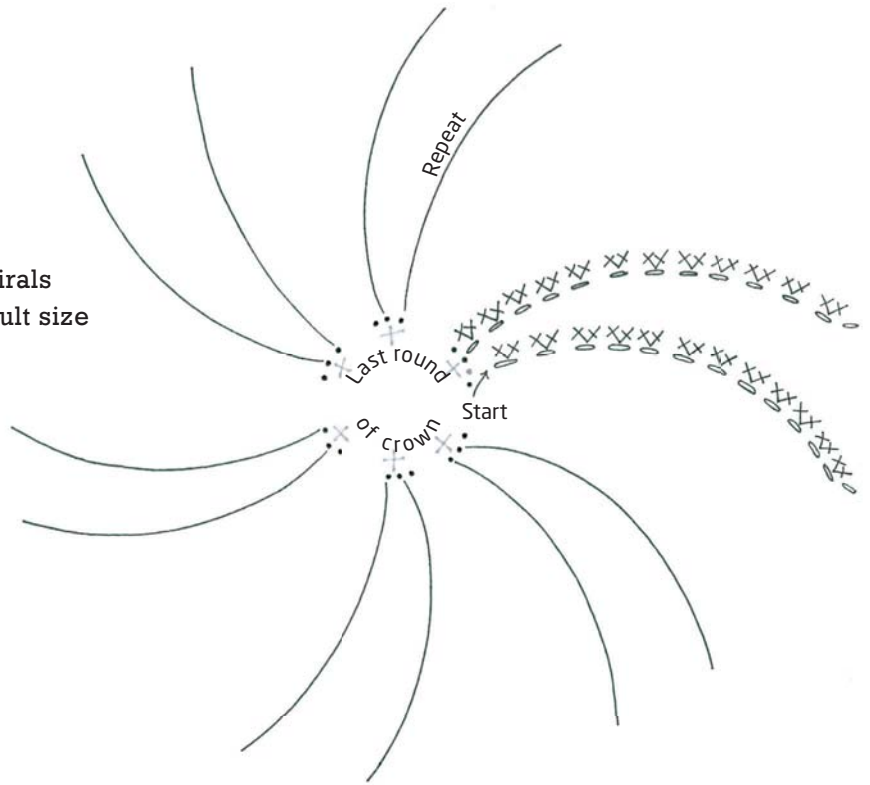 Repeat
irals
ult size
Last round
of crown
Start